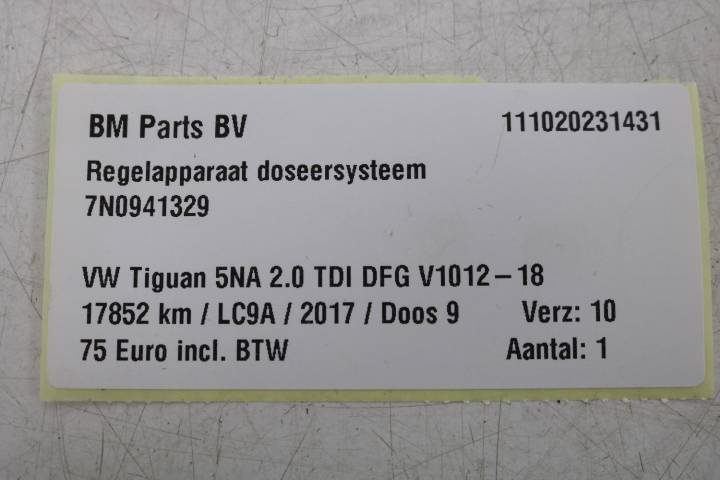 BM Parts BV 111020231431
Regelapparaat doseersysteem
7N0941329
VW Tiguan 5NA 2.0 TDI DFG V1012 – 18
17852 km / LC9A / 2017 / Doos 9 Verz: 10
75 Euro incl. BTW Aantal: 1